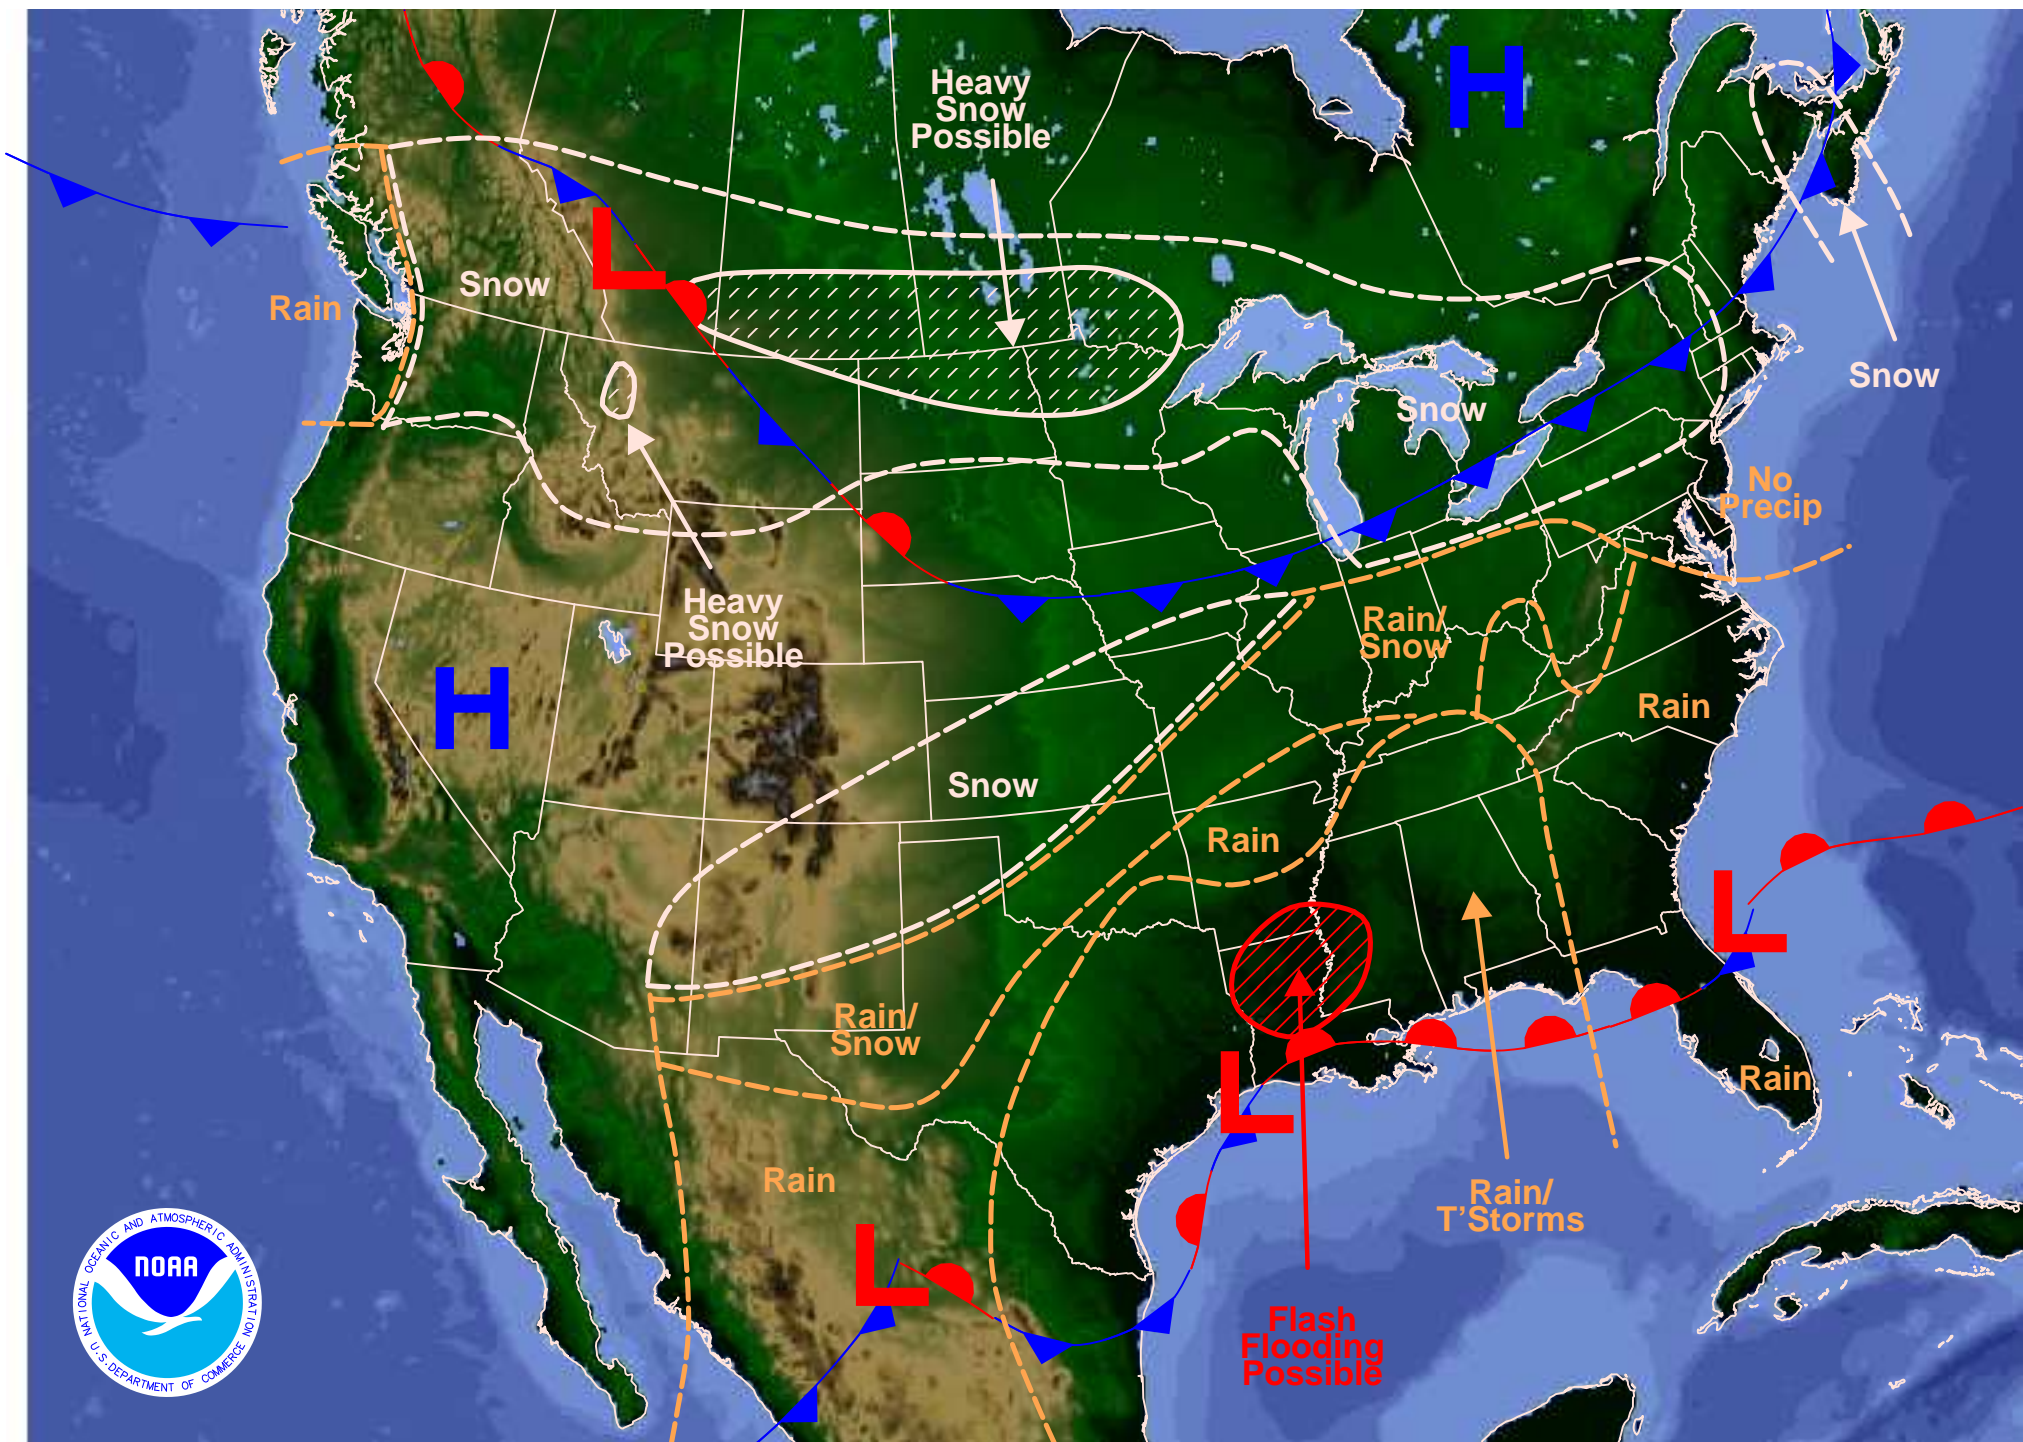 H
Heavy
Snow
Possible
L
Snow
Rain
Snow
Snow
No
Precip
Heavy
Snow
Possible
Rain/
Snow
H
Rain
Snow
Rain
L
Rain/
Snow
L
Rain
Rain
Rain/
T'Storms
L
Flash
Flooding
Possible
NATIONAL OCEANIC AND ATMOSPHERIC ADMINISTRATION
NOAA
U.S. DEPARTMENT OF COMMERCE